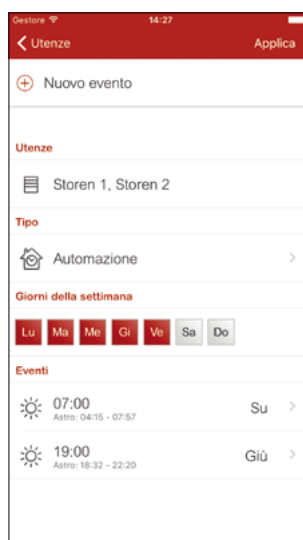 Gestore 14:27
Utenze Applica
Nuovo evento
Utenze
Storen 1, Storen 2
Tipo
Automazione
Giorni della settimana
Lu Ma Me Gi Ve Sa Do
Eventi
07:00 Su
Astro: 04:15 - 07:57
19:00 Giù
Astro: 18:32 - 22:20